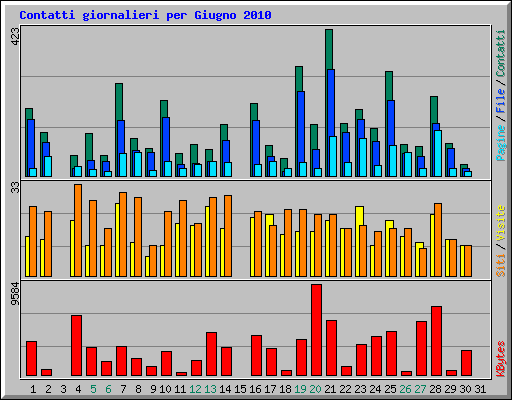 Contatti giornalieri per Giugno 2010
423
Pagine / File / Contatti
33
Siti / Visite
9584
KBytes
1 2 3 4 5 6 7 8 9 10 11 12 13 14 15 16 17 18 19 20 21 22 23 24 25 26 27 28 29 30 31